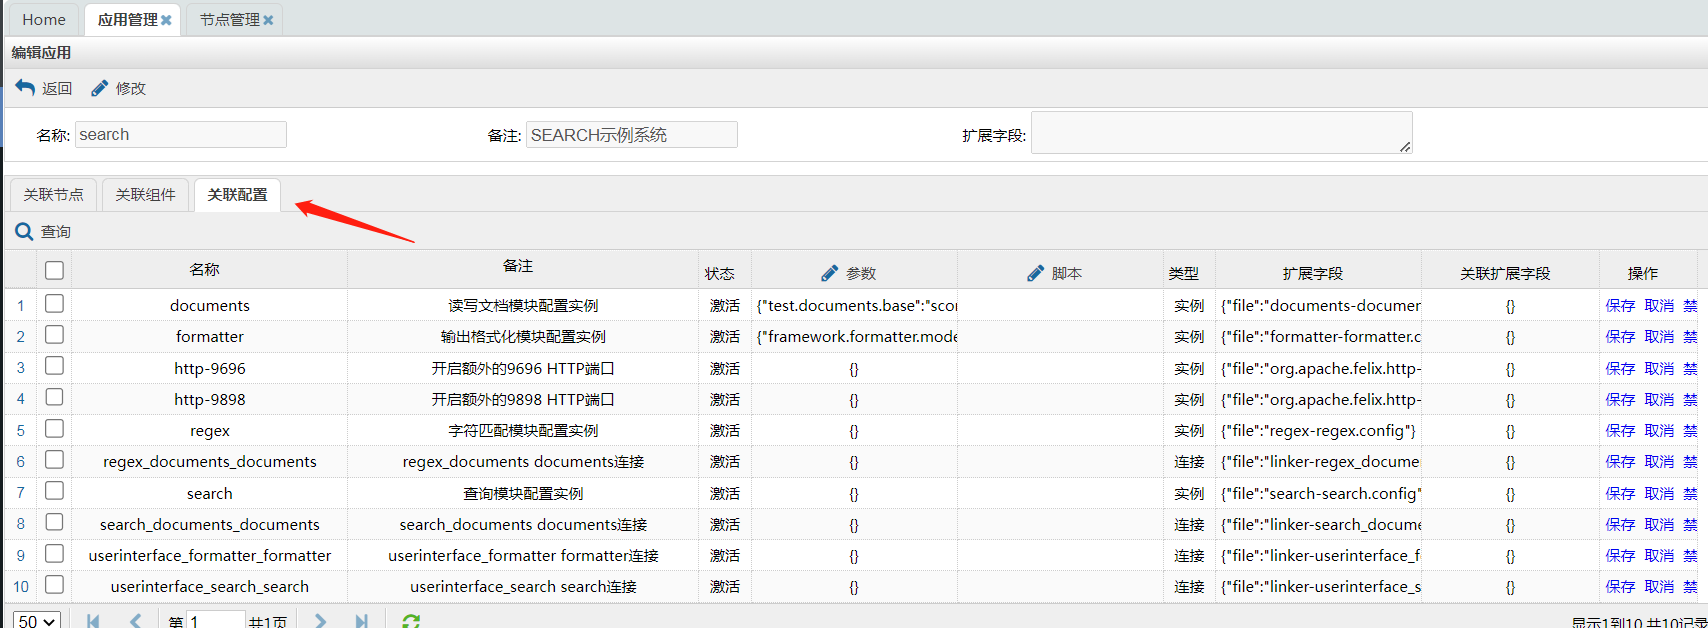 Home 应用管理 节点管理
编辑应用
返回 修改
名称: search 备注: SEARCH示例系统 扩展字段:
关联节点 关联组件 关联配置
查询
名称 备注 状态 参数 脚本 类型 扩展字段 关联扩展字段 操作
1 documents 读写文档模块配置实例 激活 {"test.documents.base":"scor 实例 {"file":"documents-documen {} 保存 取消 禁
2 formatter 输出格式化模块配置实例 激活 {"framework.formatter.mode 实例 {"file":"formatter-formatter.c {} 保存 取消 禁
3 http-9696 开启额外的9696 HTTP端口 激活 {} 实例 {"file":"org.apache.felix.http- {} 保存 取消 禁
4 http-9898 开启额外的9898 HTTP端口 激活 {} 实例 {"file":"org.apache.felix.http- {} 保存 取消 禁
5 regex 字符匹配模块配置实例 激活 {} 实例 {"file":"regex-regex.config"} {} 保存 取消 禁
6 regex_documents_documents regex_documents documents连接 激活 {} 连接 {"file":"linker-regex_docume {} 保存 取消 禁
7 search 查询模块配置实例 激活 {} 实例 {"file":"search-search.config" {} 保存 取消 禁
8 search_documents_documents search_documents documents连接 激活 {} 连接 {"file":"linker-search_docume {} 保存 取消 禁
9 userinterface_formatter_formatter userinterface_formatter formatter连接 激活 {} 连接 {"file":"linker-userinterface_f {} 保存 取消 禁
10 userinterface_search_search userinterface_search search连接 激活 {} 连接 {"file":"linker-userinterface_s {} 保存 取消 禁
50 第 1 共1页 显示1到10,共10记录